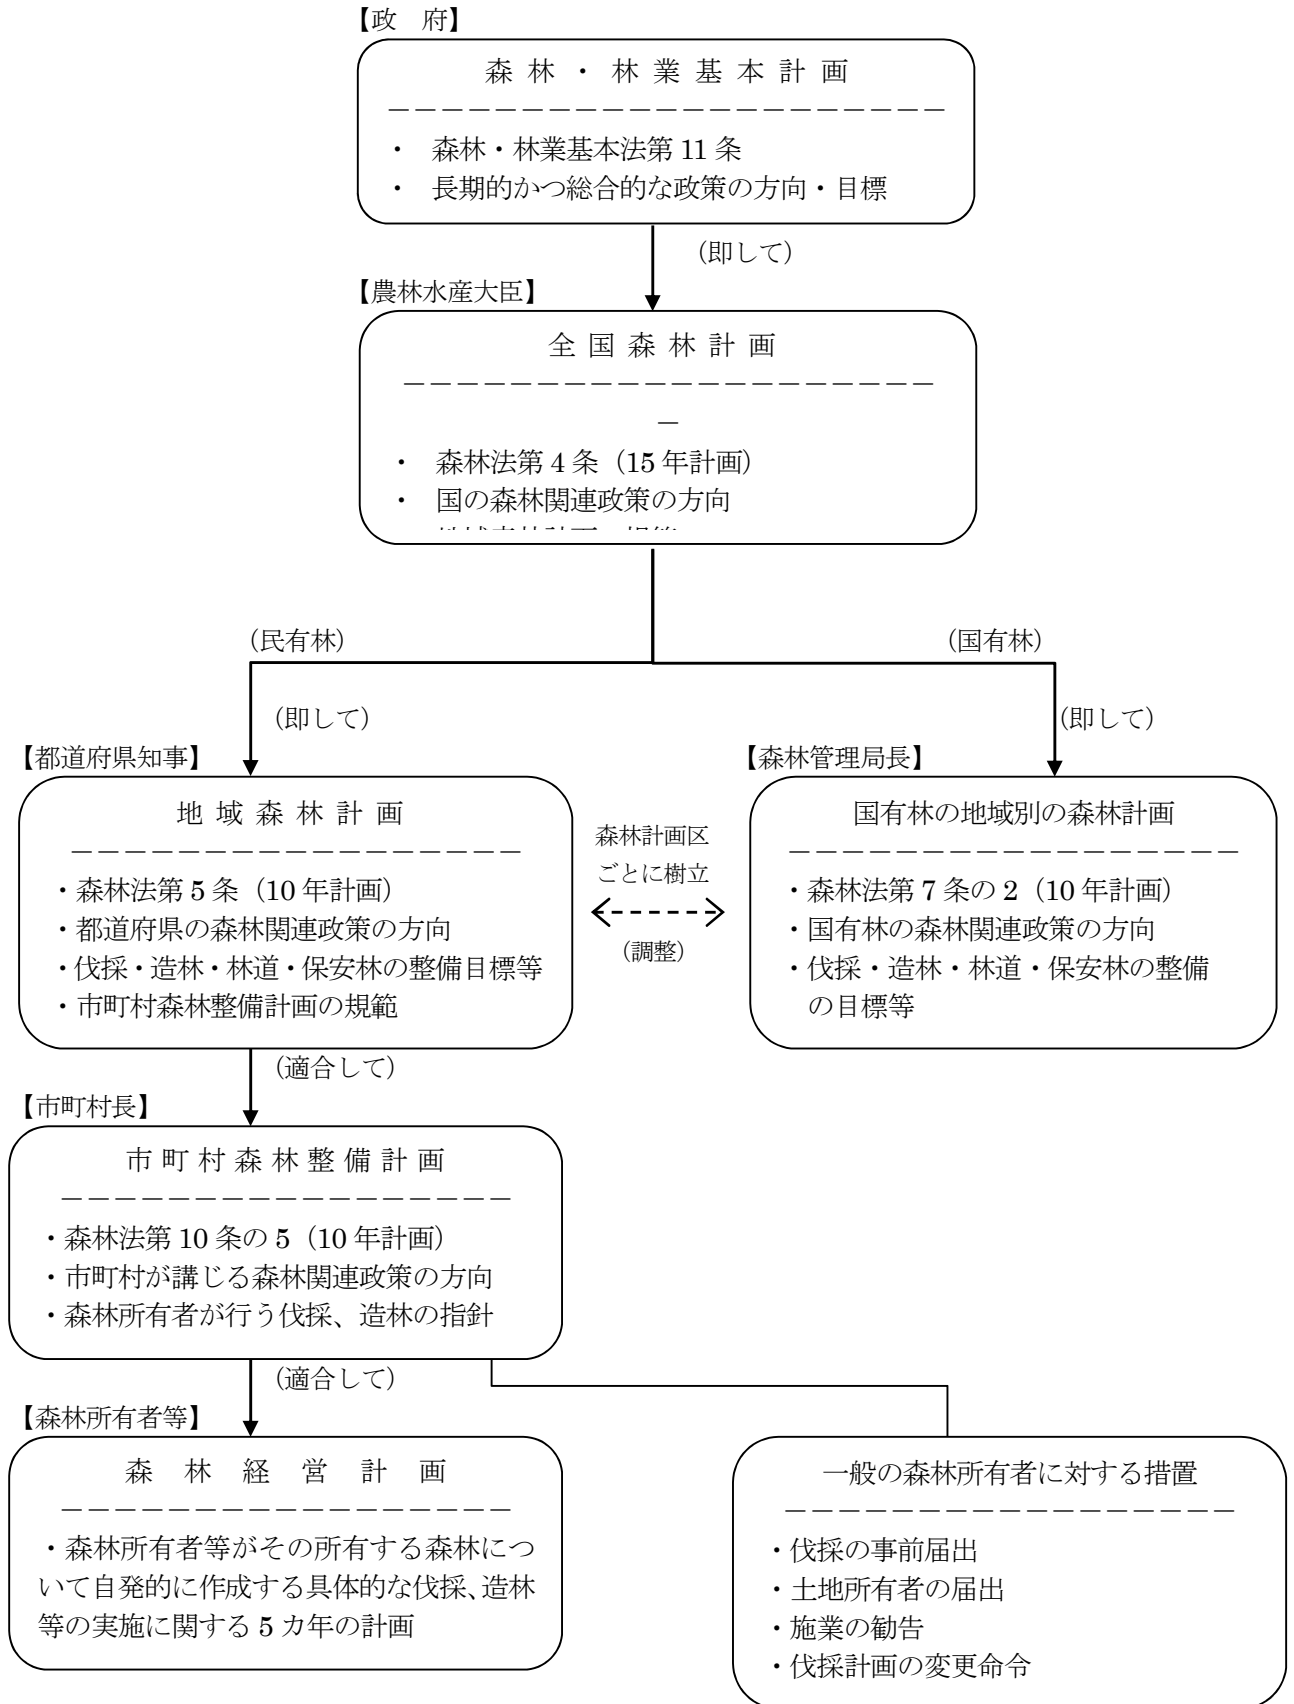 【政　府】
森林・林業基本計画
－－－－－－－－－－－－－－－－－－－－－
・　森林・林業基本法第 11 条
・　長期的かつ総合的な政策の方向・目標
（即して）
【農林水産大臣】
全国森林計画
－－－－－－－－－－－－－－－－－－－－
－
・　森林法第 4 条（15 年計画）
・　国の森林関連政策の方向
（民有林）
（国有林）
（即して）
（即して）
【都道府県知事】
地域森林計画
－－－－－－－－－－－－－－－－－
・森林法第 5 条（10 年計画）
・都道府県の森林関連政策の方向
・伐採・造林・林道・保安林の整備目標等
・市町村森林整備計画の規範
森林計画区
ごとに樹立
（調整）
【森林管理局長】
国有林の地域別の森林計画
－－－－－－－－－－－－－－－－－
・森林法第 7 条の 2（10 年計画）
・国有林の森林関連政策の方向
・伐採・造林・林道・保安林の整備
の目標等
（適合して）
【市町村長】
市町村森林整備計画
－－－－－－－－－－－－－－－－－
・森林法第 10 条の 5（10 年計画）
・市町村が講じる森林関連政策の方向
・森林所有者が行う伐採、造林の指針
（適合して）
【森林所有者等】
森林経営計画
－－－－－－－－－－－－－－－－－
・森林所有者等がその所有する森林につ
いて自発的に作成する具体的な伐採、造林
等の実施に関する 5 カ年の計画
一般の森林所有者に対する措置
－－－－－－－－－－－－－－－－－
・伐採の事前届出
・土地所有者の届出
・施業の勧告
・伐採計画の変更命令